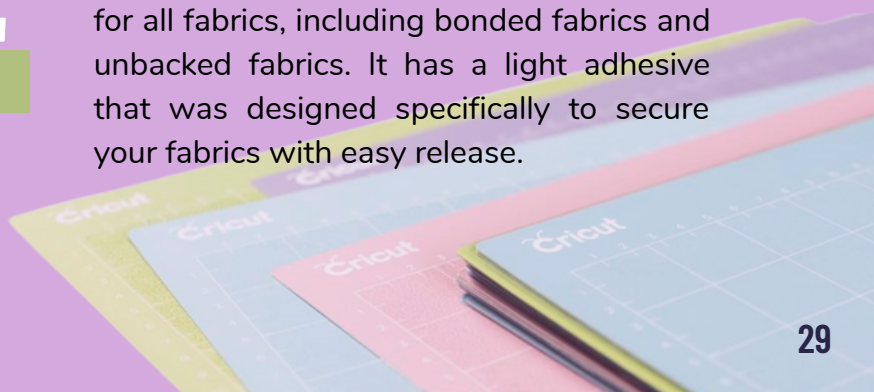 for all fabrics, including bonded fabrics and
unbacked fabrics. It has a light adhesive
that was designed specifically to secure
your fabrics with easy release.
Cricut
Cricut
Cricut
Cricut
Cricut
29